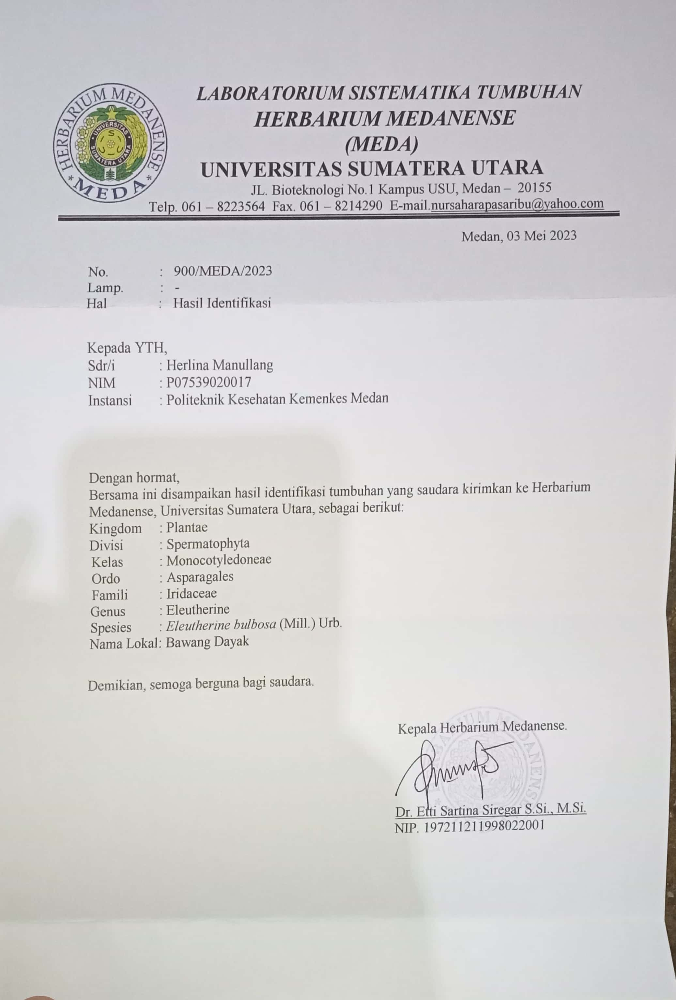 HERBARIUM MEDANENSE
* MEDA *
UNIVERSITAS
SUMATERA UTARA
LABORATORIUM SISTEMATIKA TUMBUHAN
HERBARIUM MEDANENSE
(MEDA)
UNIVERSITAS SUMATERA UTARA
JL. Bioteknologi No.1 Kampus USU, Medan – 20155
Telp. 061 – 8223564 Fax. 061 – 8214290 E-mail.nursaharapasaribu@yahoo.com
Medan, 03 Mei 2023
No. : 900/MEDA/2023
Lamp. : -
Hal : Hasil Identifikasi
Kepada YTH,
Sdr/i : Herlina Manullang
NIM : P07539020017
Instansi : Politeknik Kesehatan Kemenkes Medan
Dengan hormat,
Bersama ini disampaikan hasil identifikasi tumbuhan yang saudara kirimkan ke Herbarium
Medanense, Universitas Sumatera Utara, sebagai berikut:
Kingdom : Plantae
Divisi : Spermatophyta
Kelas : Monocotyledoneae
Ordo : Asparagales
Famili : Iridaceae
Genus : Eleutherine
Spesies : Eleutherine bulbosa (Mill.) Urb.
Nama Lokal: Bawang Dayak
Demikian, semoga berguna bagi saudara.
Kepala Herbarium Medanense.
Dr. Etti Sartina Siregar S.Si., M.Si.
NIP. 197211211998022001